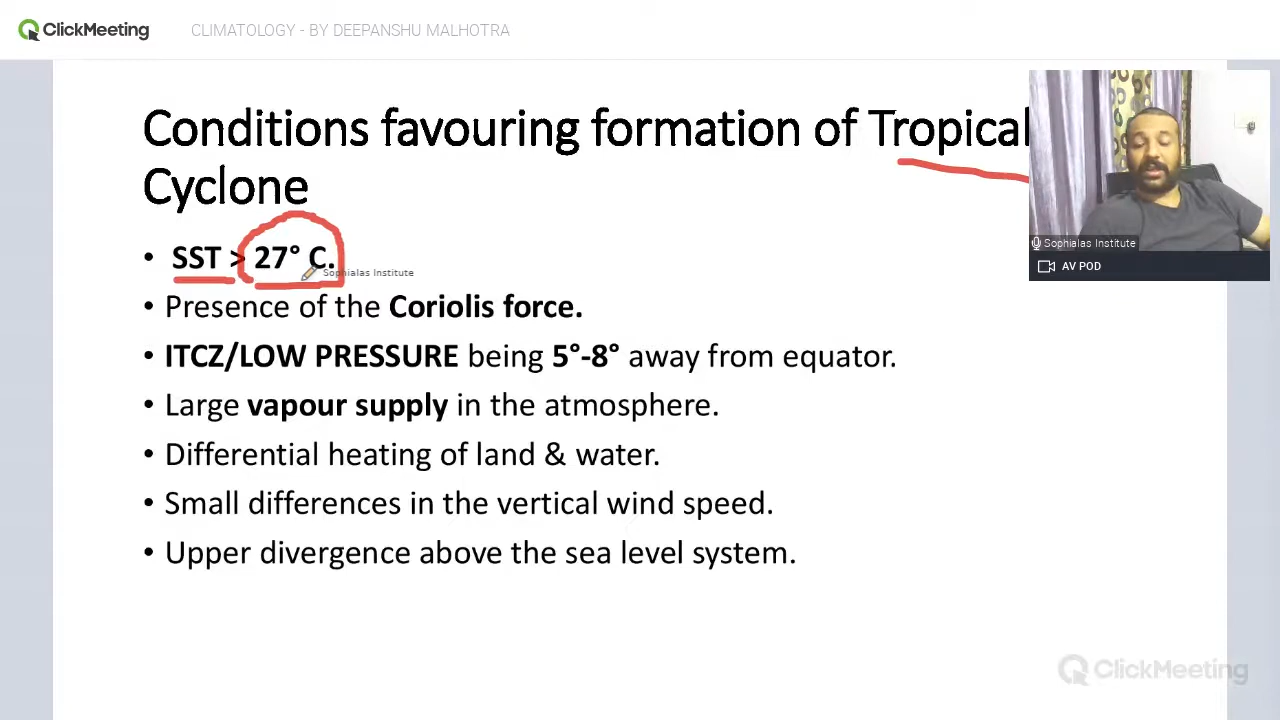 ClickMeeting
CLIMATOLOGY - BY DEEPANSHU MALHOTRA
Conditions favouring formation of Tropical
Cyclone
• SST > 27° C.
Sophialas Institute
• Presence of the Coriolis force.
• ITCZ/LOW PRESSURE being 5°-8° away from equator.
• Large vapour supply in the atmosphere.
• Differential heating of land & water.
• Small differences in the vertical wind speed.
• Upper divergence above the sea level system.
Sophialas Institute
AV POD
ClickMeeting